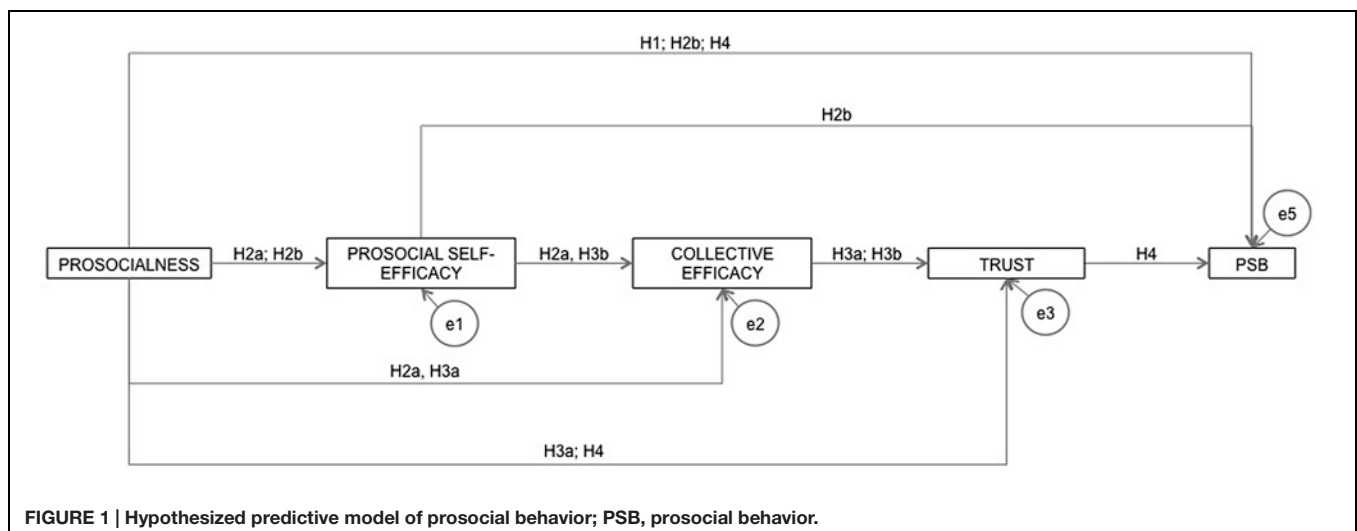 H1; H2b; H4
H2b
PROSOCIALNESS
H2a; H2b
PROSOCIAL SELF-
EFFICACY
H2a, H3b
COLLECTIVE
EFFICACY
H3a; H3b
TRUST
H4
PSB
e5
e1
e2
e3
H2a, H3a
H3a; H4
FIGURE 1 | Hypothesized predictive model of prosocial behavior; PSB, prosocial behavior.